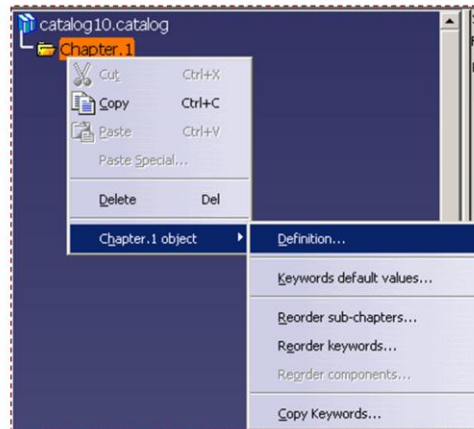 catalog10.catalog
Chapter.1
Cut Ctrl+X
Copy Ctrl+C
Paste Ctrl+V
Paste Special...
Delete Del
Chapter.1 object
Definition...
Keywords default values...
Reorder sub-chapters...
Reorder keywords...
Reorder components...
Copy Keywords...